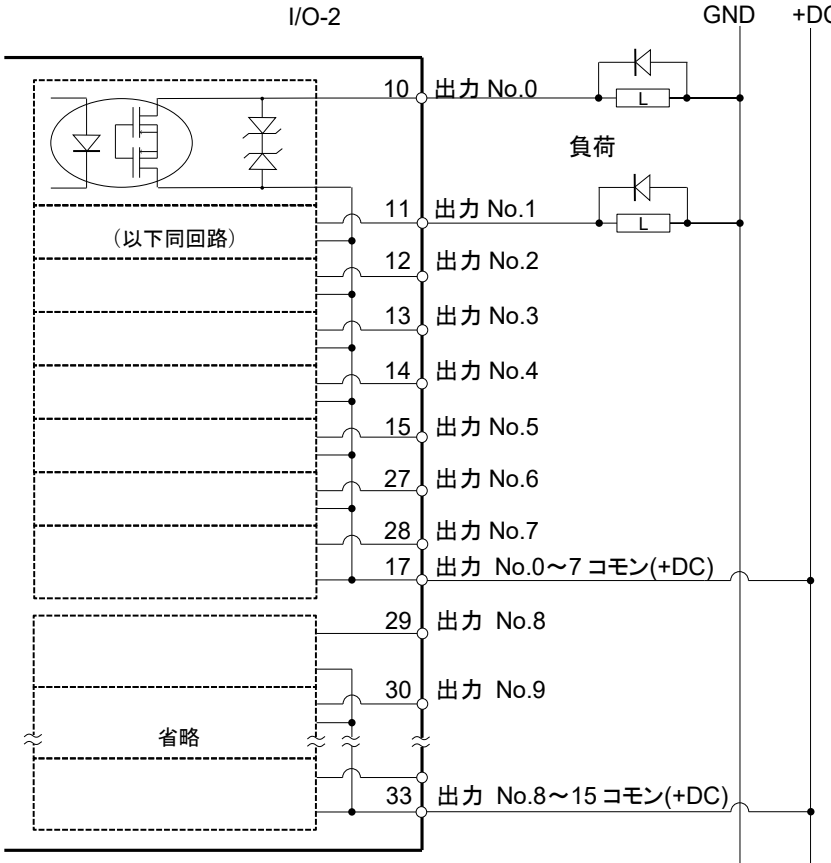 I/O-2 GND +DC
10 出力 No.0
L
負荷
11 出力 No.1
L
(以下同回路)
12 出力 No.2
13 出力 No.3
14 出力 No.4
15 出力 No.5
27 出力 No.6
28 出力 No.7
17 出力 No.0～7 コモン(+DC)
29 出力 No.8
30 出力 No.9
省略
33 出力 No.8～15 コモン(+DC)